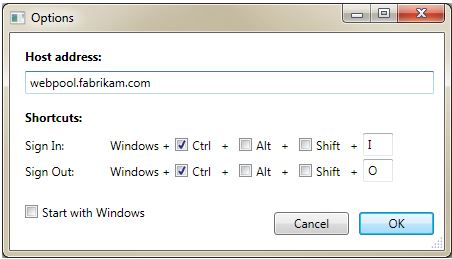 Options
Host address:
webpool.fabrikam.com
Shortcuts:
Sign In: Windows + Ctrl + Alt + Shift + I
Sign Out: Windows + Ctrl + Alt + Shift + O
Start with Windows
Cancel OK